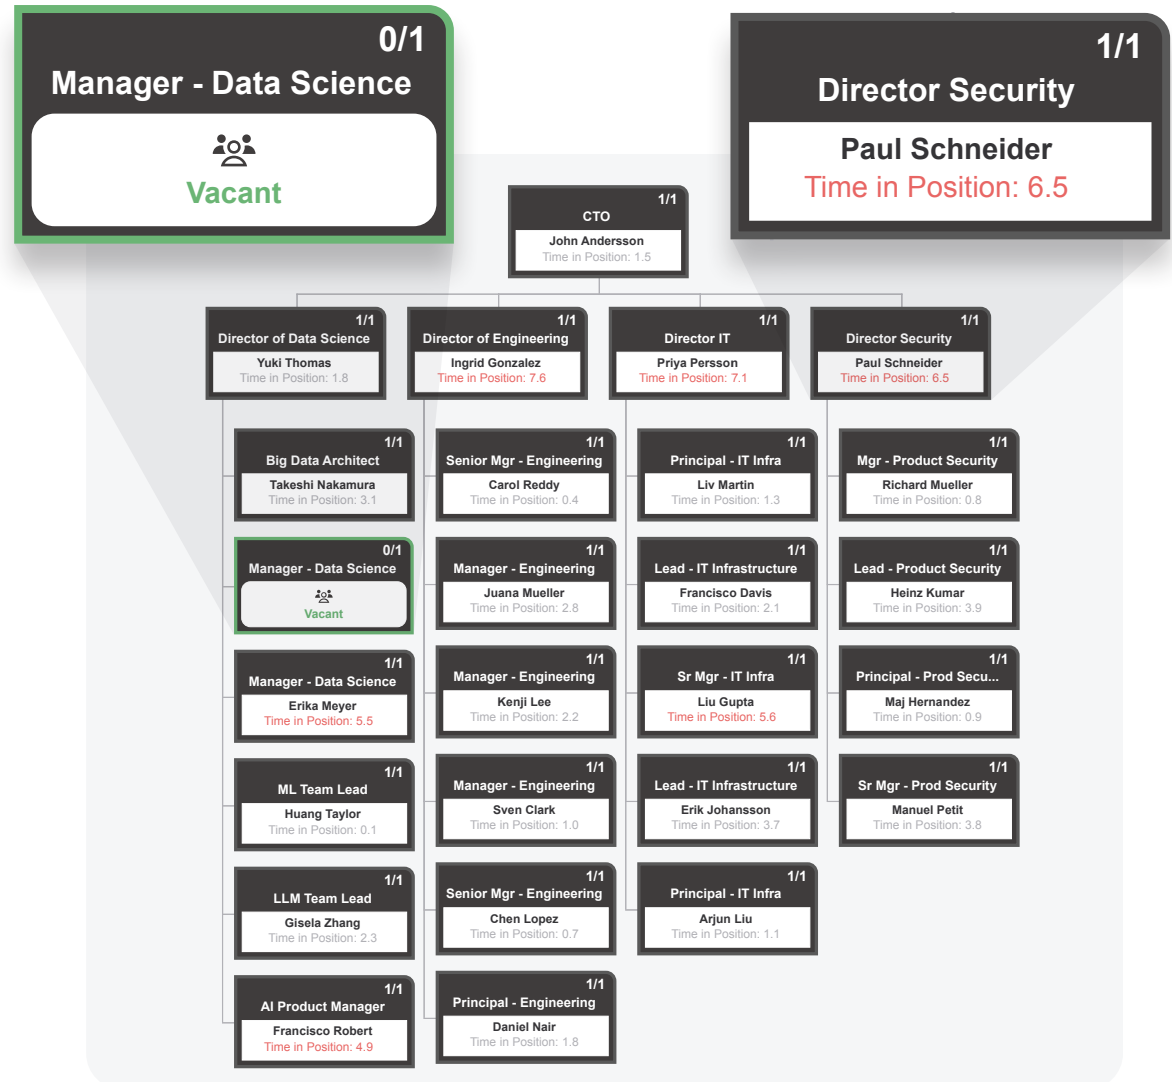 0/1
Manager - Data Science
Vacant
1/1
Director Security
Paul Schneider
Time in Position: 6.5
1/1
CTO
John Andersson
Time in Position: 1.5
1/1
Director of Data Science
Yuki Thomas
Time in Position: 1.8
1/1
Director of Engineering
Ingrid Gonzalez
Time in Position: 7.6
1/1
Director IT
Priya Persson
Time in Position: 7.1
1/1
Director Security
Paul Schneider
Time in Position: 6.5
1/1
Big Data Architect
Takeshi Nakamura
Time in Position: 3.1
0/1
Manager - Data Science
Vacant
1/1
Manager - Data Science
Erika Meyer
Time in Position: 5.5
1/1
ML Team Lead
Huang Taylor
Time in Position: 0.1
1/1
LLM Team Lead
Gisela Zhang
Time in Position: 2.3
1/1
AI Product Manager
Francisco Robert
Time in Position: 4.9
1/1
Senior Mgr - Engineering
Carol Reddy
Time in Position: 0.4
1/1
Manager - Engineering
Juana Mueller
Time in Position: 2.8
1/1
Manager - Engineering
Kenji Lee
Time in Position: 2.2
1/1
Manager - Engineering
Sven Clark
Time in Position: 1.0
1/1
Senior Mgr - Engineering
Chen Lopez
Time in Position: 0.7
1/1
Principal - Engineering
Daniel Nair
Time in Position: 1.8
1/1
Principal - IT Infra
Liv Martin
Time in Position: 1.3
1/1
Lead - IT Infrastructure
Francisco Davis
Time in Position: 2.1
1/1
Sr Mgr - IT Infra
Liu Gupta
Time in Position: 5.6
1/1
Lead - IT Infrastructure
Erik Johansson
Time in Position: 3.7
1/1
Principal - IT Infra
Arjun Liu
Time in Position: 1.1
1/1
Mgr - Product Security
Richard Mueller
Time in Position: 0.8
1/1
Lead - Product Security
Heinz Kumar
Time in Position: 3.9
1/1
Principal - Prod Secu...
Maj Hernandez
Time in Position: 0.9
1/1
Sr Mgr - Prod Security
Manuel Petit
Time in Position: 3.8